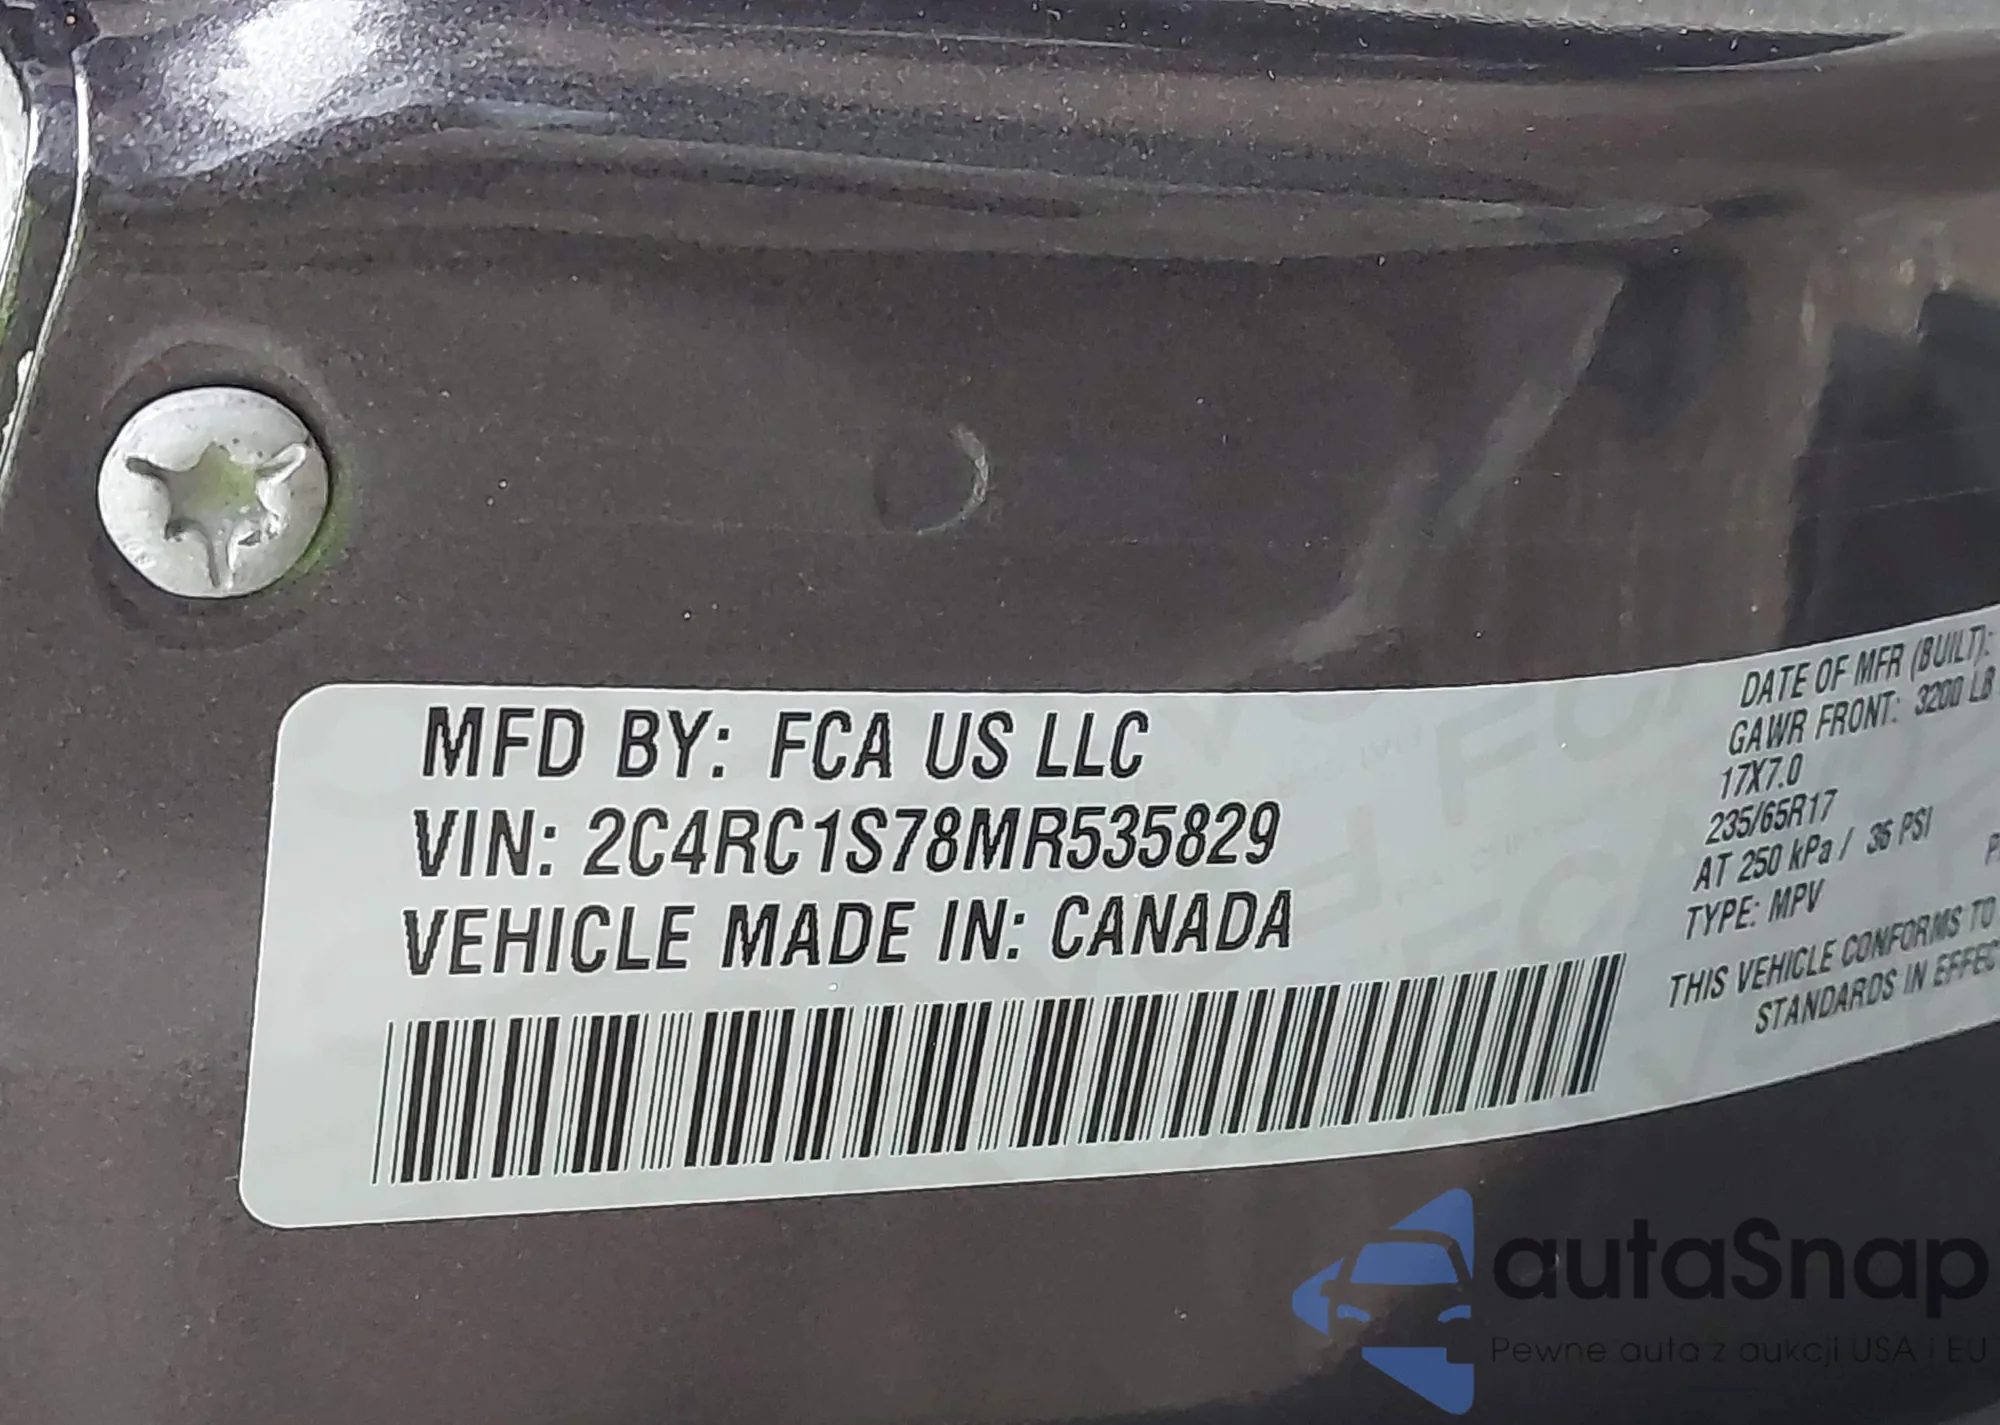 MFD BY: FCA US LLC
VIN: 2C4RC1S78MR535829
VEHICLE MADE IN: CANADA
DATE OF MFR (BUILT):
GAWR FRONT: 3200 LB
17X7.0
235/65R17
AT 250 kPa / 36 PSI
TYPE: MPV
THIS VEHICLE CONFORMS TO
STANDARDS IN EFFEC
autaSnap
Pewne auta z aukcji USA i EU